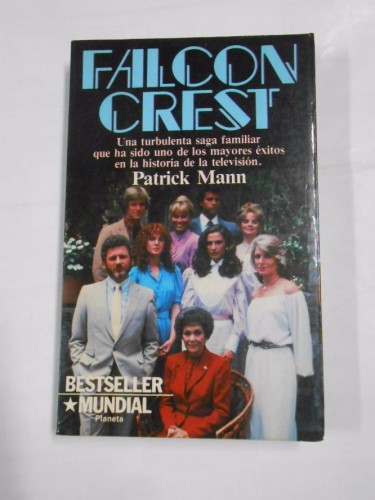 FALCON
CREST
Una turbulenta saga familiar
que ha sido uno de los mayores éxitos
en la historia de la televisión.
Patrick Mann
BESTSELLER
★MUNDIAL
Planeta